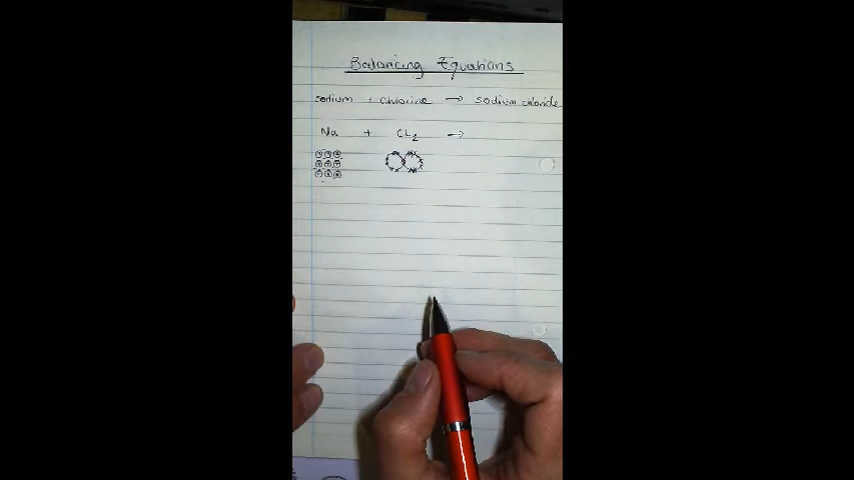 Balancing Equations
sodium + chlorine → sodium chloride
Na + CL₂ →